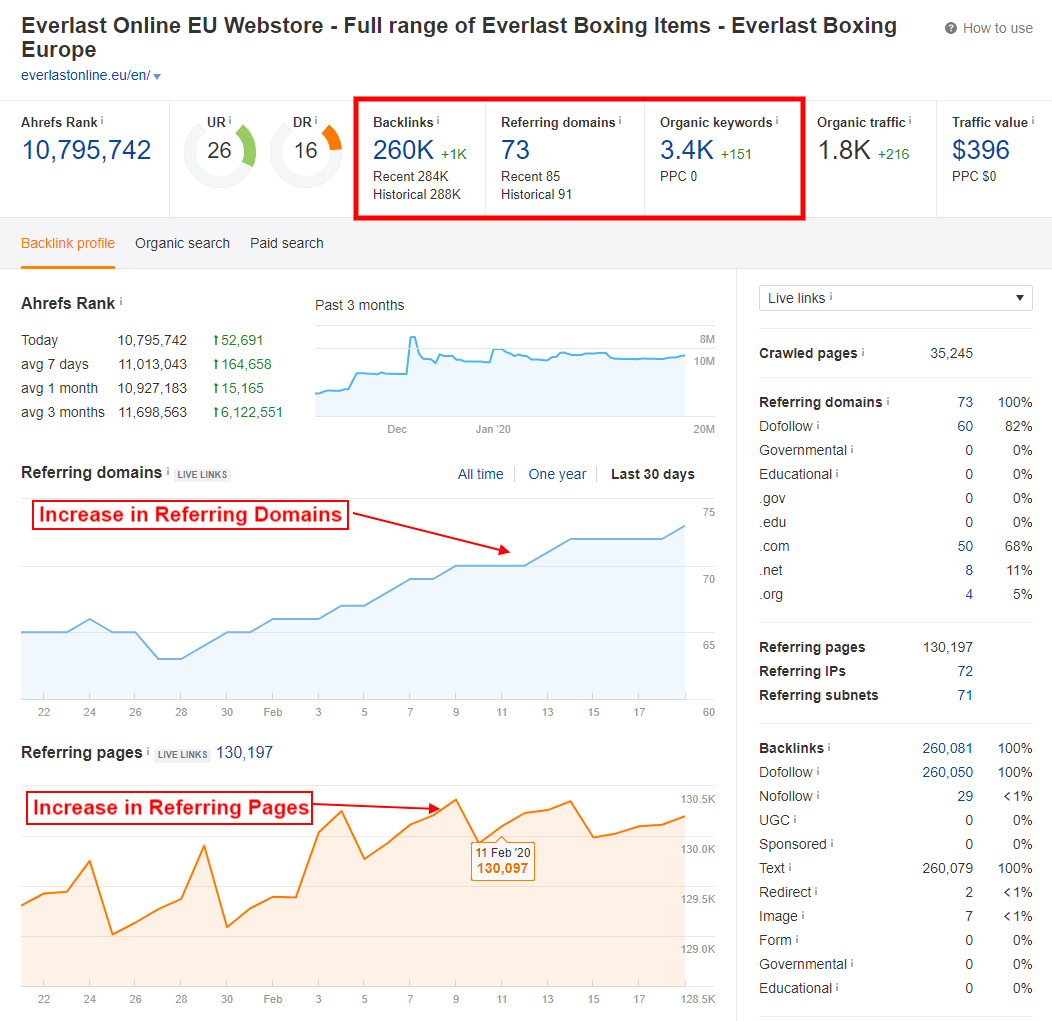 Everlast Online EU Webstore - Full range of Everlast Boxing Items - Everlast Boxing
Europe
How to use
everlastonline.eu/en/
Ahrefs Rank
10,795,742
UR
26
DR
16
Backlinks
260K +1K
Recent 284K
Historical 288K
Referring domains
73
Recent 85
Historical 91
Organic keywords
3.4K +151
PPC 0
Organic traffic
1.8K +216
Traffic value
$396
PPC $0
Backlink profile Organic search Paid search
Ahrefs Rank
Today 10,795,742 ↑52,691
avg 7 days 11,013,043 ↑164,658
avg 1 month 10,927,183 ↑15,165
avg 3 months 11,698,563 ↑6,122,551
Past 3 months
8M
10M
20M
Dec Jan '20
Referring domains LIVE LINKS
All time One year Last 30 days
Increase in Referring Domains
75
70
65
60
22 24 26 28 30 Feb 3 5 7 9 11 13 15 17
Referring pages LIVE LINKS 130,197
Increase in Referring Pages
130.5K
130.0K
129.5K
129.0K
128.5K
11 Feb '20
130,097
22 24 26 28 30 Feb 3 5 7 9 11 13 15 17
Live links
Crawled pages 35,245
Referring domains 73 100%
Dofollow 60 82%
Governmental 0 0%
Educational 0 0%
.gov 0 0%
.edu 0 0%
.com 50 68%
.net 8 11%
.org 4 5%
Referring pages 130,197
Referring IPs 72
Referring subnets 71
Backlinks 260,081 100%
Dofollow 260,050 100%
Nofollow 29 <1%
UGC 0 0%
Sponsored 0 0%
Text 260,079 100%
Redirect 2 <1%
Image 7 <1%
Form 0 0%
Governmental 0 0%
Educational 0 0%